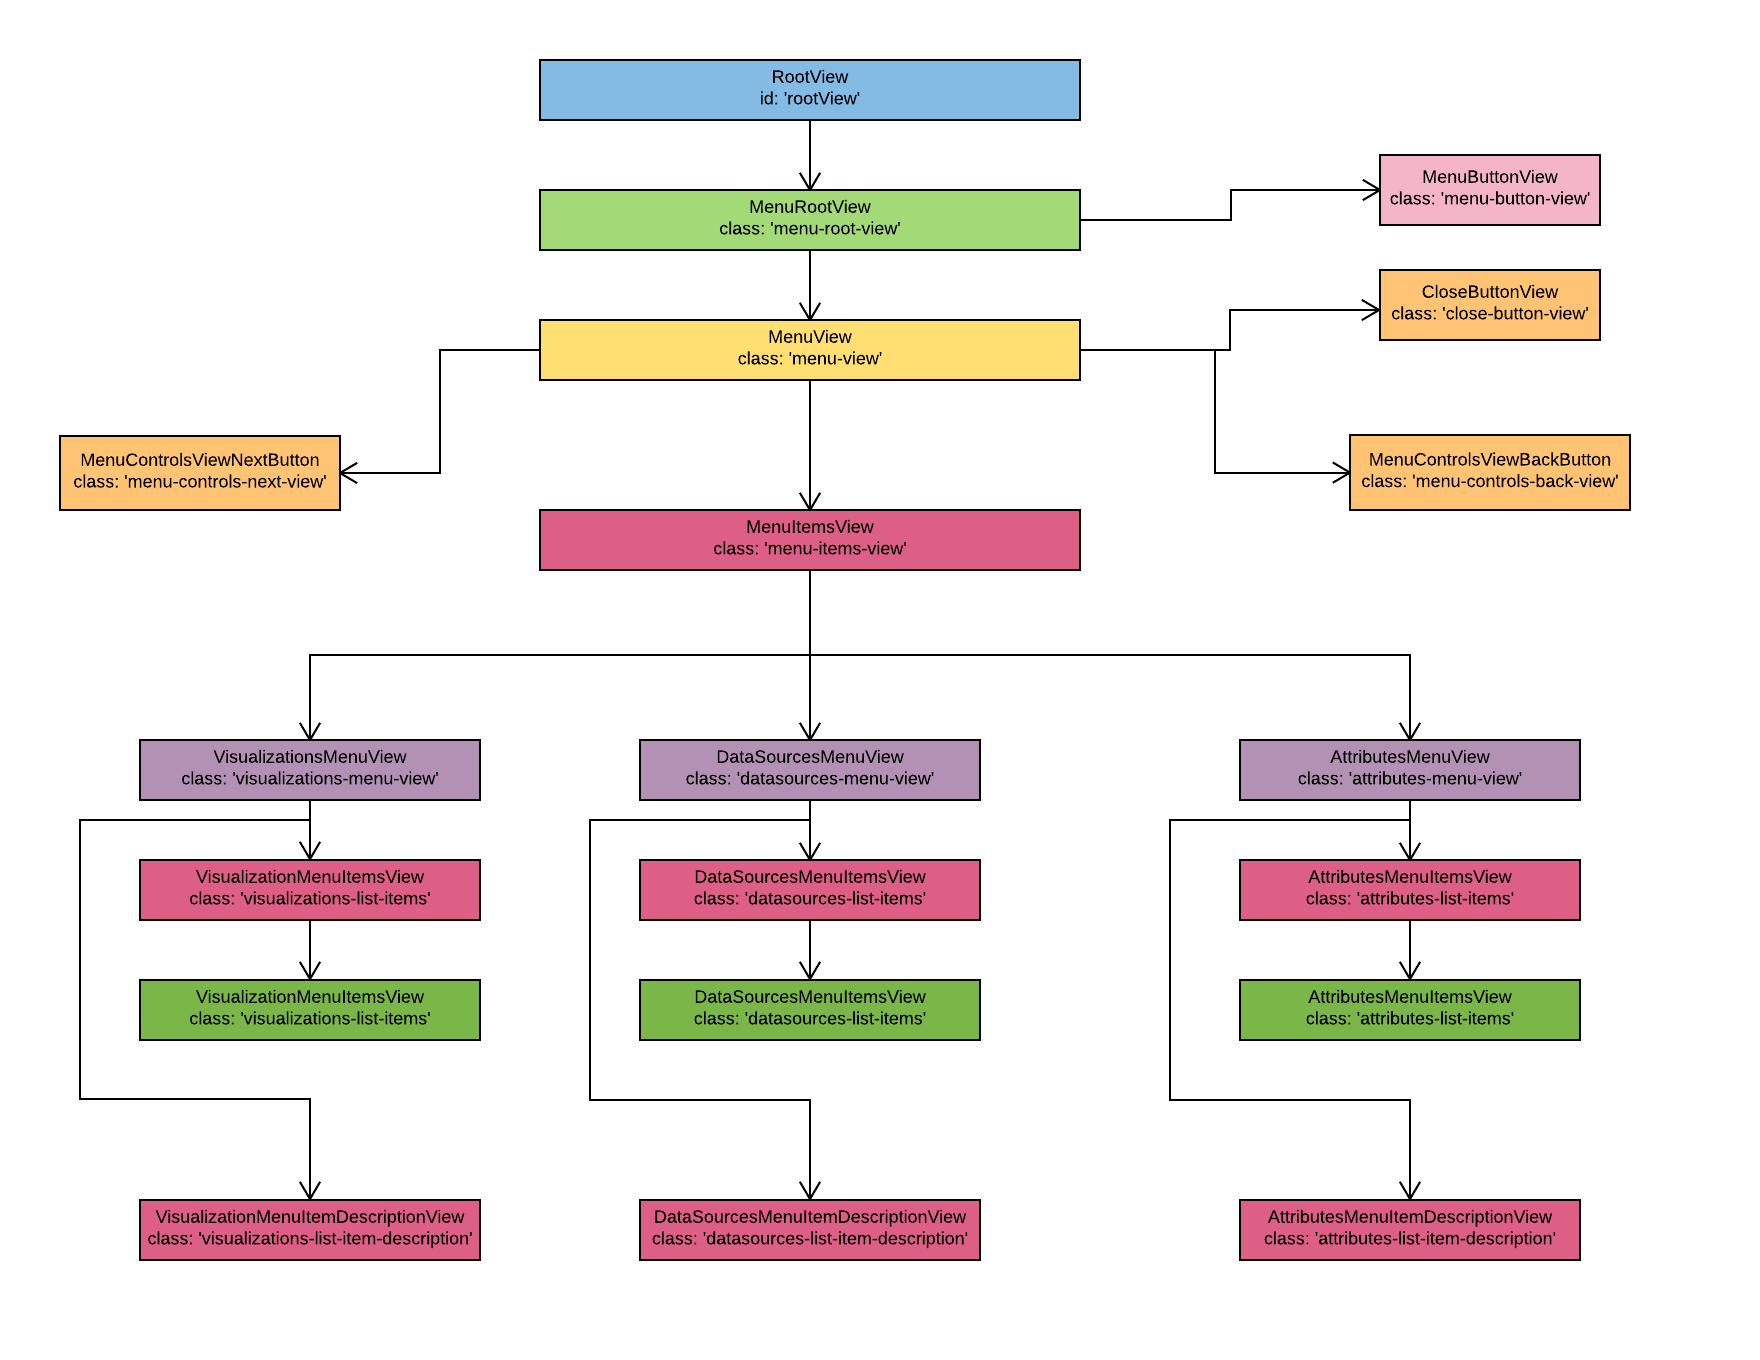 RootView
id: 'rootView'
MenuRootView
class: 'menu-root-view'
MenuButtonView
class: 'menu-button-view'
CloseButtonView
class: 'close-button-view'
MenuView
class: 'menu-view'
MenuControlsViewNextButton
class: 'menu-controls-next-view'
MenuControlsViewBackButton
class: 'menu-controls-back-view'
MenuItemsView
class: 'menu-items-view'
VisualizationsMenuView
class: 'visualizations-menu-view'
DataSourcesMenuView
class: 'datasources-menu-view'
AttributesMenuView
class: 'attributes-menu-view'
VisualizationMenuItemsView
class: 'visualizations-list-items'
DataSourcesMenuItemsView
class: 'datasources-list-items'
AttributesMenuItemsView
class: 'attributes-list-items'
VisualizationMenuItemsView
class: 'visualizations-list-items'
DataSourcesMenuItemsView
class: 'datasources-list-items'
AttributesMenuItemsView
class: 'attributes-list-items'
VisualizationMenuItemDescriptionView
class: 'visualizations-list-item-description'
DataSourcesMenuItemDescriptionView
class: 'datasources-list-item-description'
AttributesMenuItemDescriptionView
class: 'attributes-list-item-description'